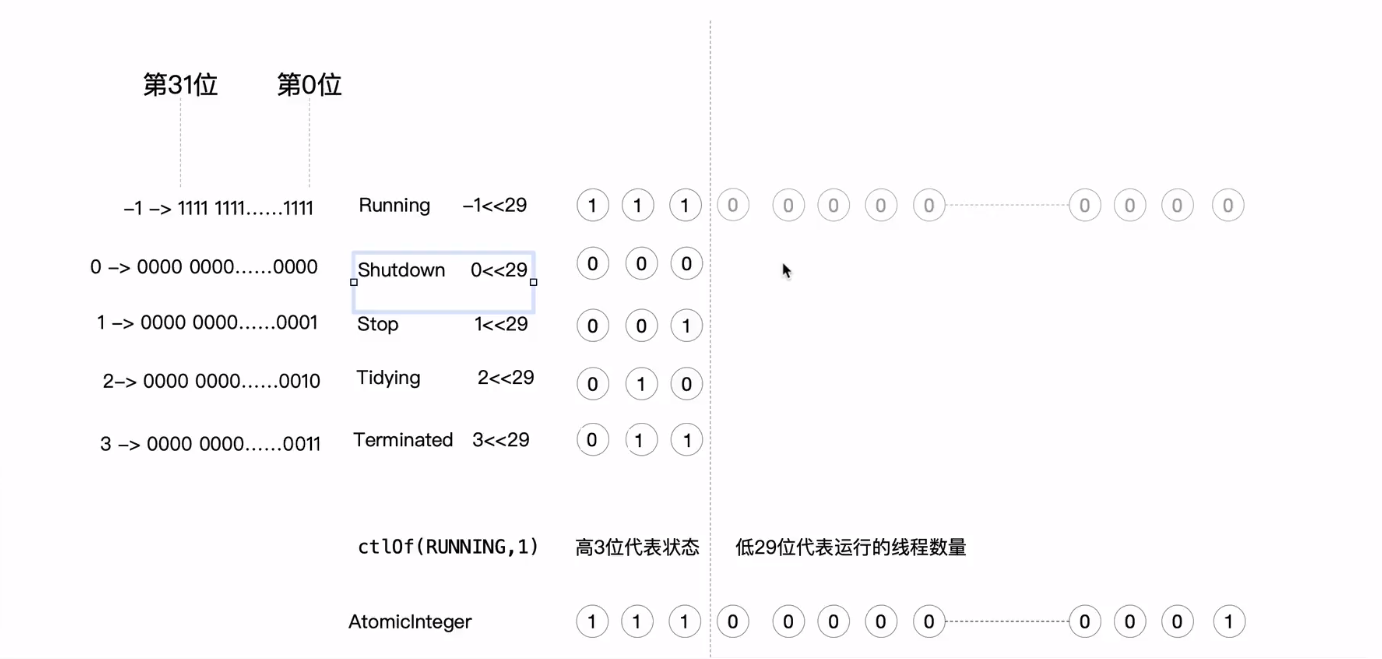 第31位 第0位
-1 -> 1111 1111......1111 Running -1<<29 1 1 1 0 0 0 0 0 0 0 0 0
0 -> 0000 0000......0000 Shutdown 0<<29 0 0 0
1 -> 0000 0000......0001 Stop 1<<29 0 0 1
2-> 0000 0000......0010 Tidying 2<<29 0 1 0
3 -> 0000 0000......0011 Terminated 3<<29 0 1 1
ctlOf(RUNNING,1) 高3位代表状态 低29位代表运行的线程数量
AtomicInteger 1 1 1 0 0 0 0 0 0 0 0 1